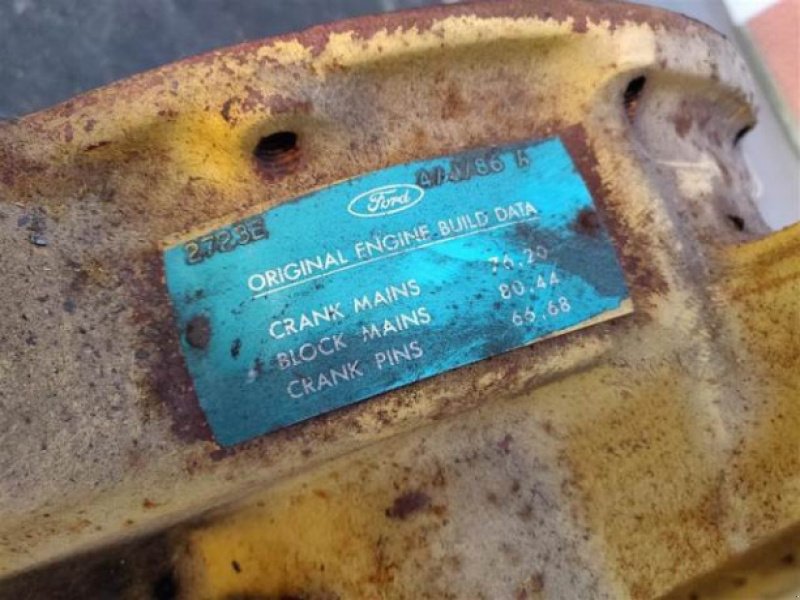 2723E
Ford
ORIGINAL ENGINE BUILD DATA
CRANK MAINS 76.20
BLOCK MAINS 80.44
CRANK PINS 66.68